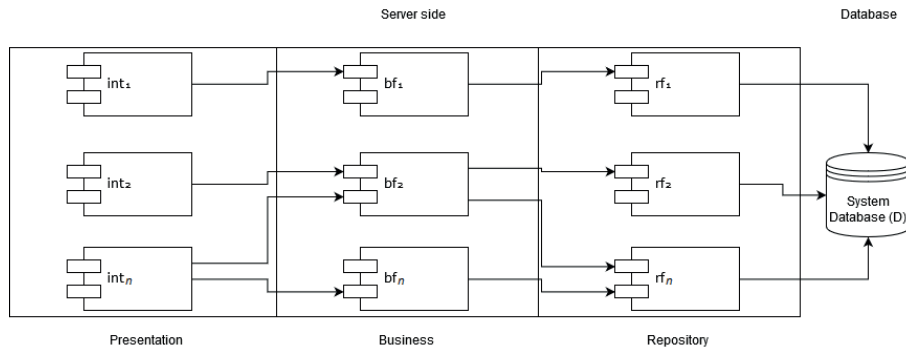 Server side
Database
int₁
bf₁
rf₁
int₂
bf₂
rf₂
System
Database (D)
intₙ
bfₙ
rfₙ
Presentation
Business
Repository